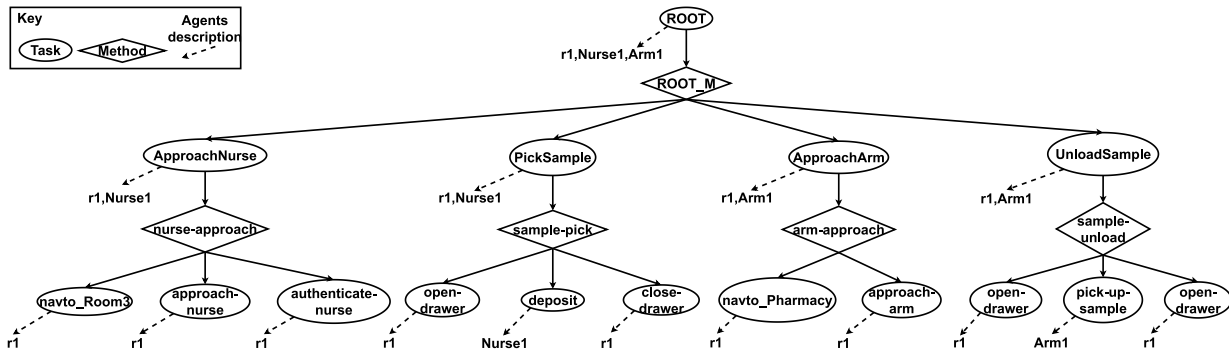 Key
Task
Method
Agents
description
ROOT
r1,Nurse1,Arm1
ROOT_M
ApproachNurse
PickSample
ApproachArm
UnloadSample
r1,Nurse1
r1,Nurse1
r1,Arm1
r1,Arm1
nurse-approach
sample-pick
arm-approach
sample-
unload
navto_Room3
approach-
nurse
authenticate-
nurse
open-
drawer
deposit
close-
drawer
navto_Pharmacy
approach-
arm
open-
drawer
pick-up-
sample
open-
drawer
r1
r1
r1
r1
Nurse1
r1
r1
r1
r1
Arm1
r1